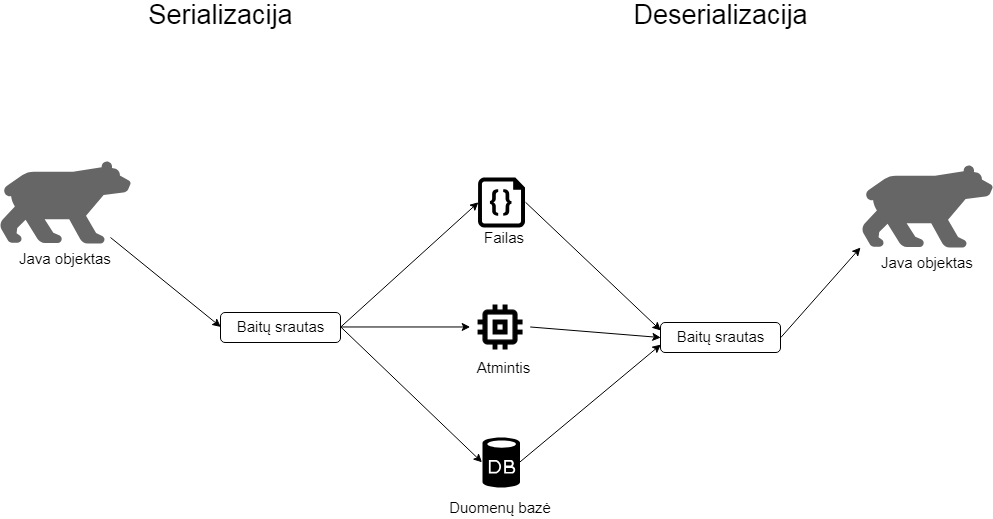 Serializacija
Deserializacija
Java objektas
Baitų srautas
{}
Failas
Atmintis
DB
Duomenų bazė
Baitų srautas
Java objektas